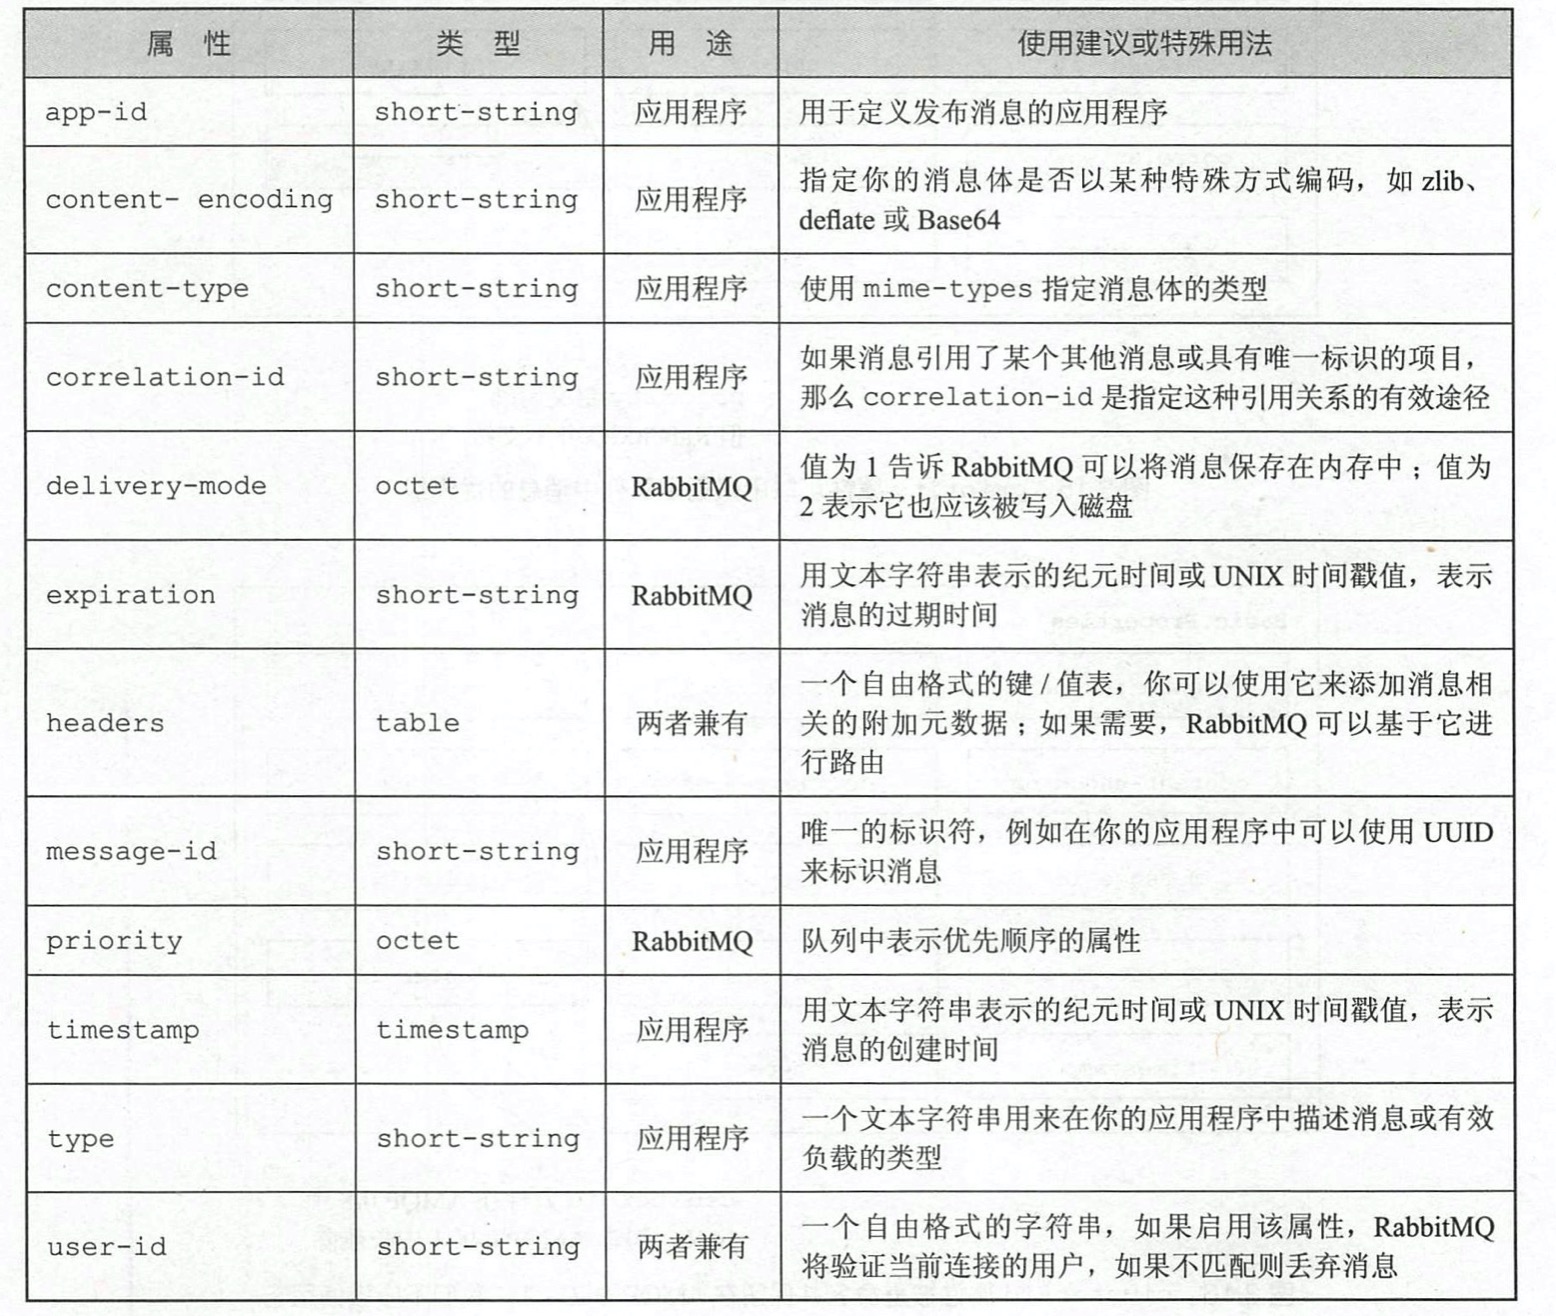 属 性 类 型 用 途 使用建议或特殊用法
app-id short-string 应用程序 用于定义发布消息的应用程序
content- encoding short-string 应用程序 指定你的消息体是否以某种特殊方式编码，如 zlib、
deflate 或 Base64
content-type short-string 应用程序 使用 mime-types 指定消息体的类型
correlation-id short-string 应用程序 如果消息引用了某个其他消息或具有唯一标识的项目，
那么 correlation-id 是指定这种引用关系的有效途径
delivery-mode octet RabbitMQ 值为 1 告诉 RabbitMQ 可以将消息保存在内存中；值为
2 表示它也应该被写入磁盘
expiration short-string RabbitMQ 用文本字符串表示的纪元时间或 UNIX 时间戳值，表示
消息的过期时间
headers table 两者兼有 一个自由格式的键 / 值表，你可以使用它来添加消息相
关的附加元数据；如果需要，RabbitMQ 可以基于它进
行路由
message-id short-string 应用程序 唯一的标识符，例如在你的应用程序中可以使用 UUID
来标识消息
priority octet RabbitMQ 队列中表示优先顺序的属性
timestamp timestamp 应用程序 用文本字符串表示的纪元时间或 UNIX 时间戳值，表示
消息的创建时间
type short-string 应用程序 一个文本字符串用来在你的应用程序中描述消息或有效
负载的类型
user-id short-string 两者兼有 一个自由格式的字符串，如果启用该属性，RabbitMQ
将验证当前连接的用户，如果不匹配则丢弃消息